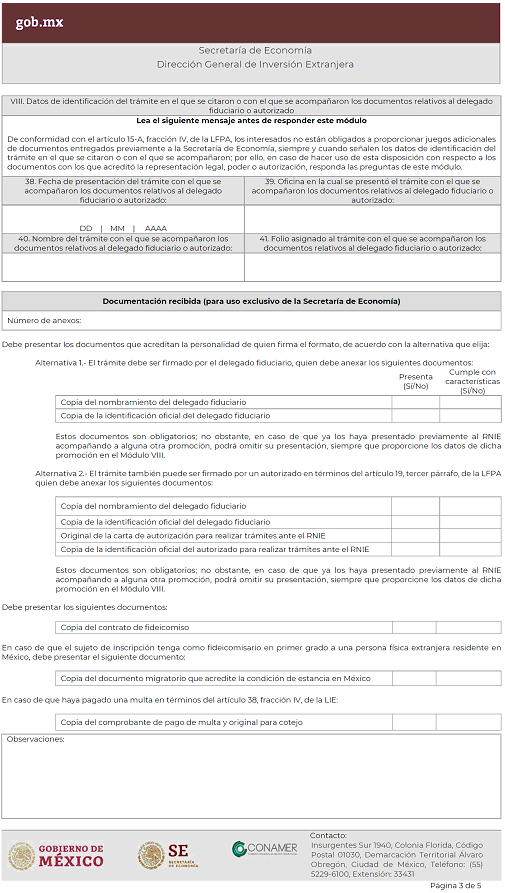 gob.mx
Secretaría de Economía
Dirección General de Inversión Extranjera
VIII. Datos de identificación del trámite en el que se citaron o con el que se acompañaron los documentos relativos al delegado
fiduciario o autorizado
Lea el siguiente mensaje antes de responder este módulo
De conformidad con el artículo 15-A, fracción IV, de la LFPA, los interesados no están obligados a proporcionar juegos adicionales
de documentos entregados previamente a la Secretaría de Economía, siempre y cuando señalen los datos de identificación del
trámite en el que se citaron o con el que se acompañaron; por ello, en caso de hacer uso de esta disposición con respecto a los
documentos con los que acreditó la representación legal, poder o autorización, responda las preguntas de este módulo.
38. Fecha de presentación del trámite con el que se
acompañaron los documentos relativos al delegado
fiduciario o autorizado:
39. Oficina en la cual se presentó el trámite con el que se
acompañaron los documentos relativos al delegado fiduciario o
autorizado:
DD | MM | AAAA
40. Nombre del trámite con el que se acompañaron los
documentos relativos al delegado fiduciario o autorizado:
41. Folio asignado al trámite con el que se acompañaron los
documentos relativos al delegado fiduciario o autorizado:
Documentación recibida (para uso exclusivo de la Secretaría de Economía)
Número de anexos:
Debe presentar los documentos que acreditan la personalidad de quien firma el formato, de acuerdo con la alternativa que elija:
Alternativa 1.- El trámite debe ser firmado por el delegado fiduciario, quien debe anexar los siguientes documentos:
Presenta
(Sí/No)
Cumple con
características
(Sí/No)
Copia del nombramiento del delegado fiduciario
Copia de la identificación oficial del delegado fiduciario
Estos documentos son obligatorios; no obstante, en caso de que ya los haya presentado previamente al RNIE
acompañando a alguna otra promoción, podrá omitir su presentación, siempre que proporcione los datos de dicha
promoción en el Módulo VIII.
Alternativa 2.- El trámite también puede ser firmado por un autorizado en términos del artículo 19, tercer párrafo, de la LFPA
quien debe anexar los siguientes documentos:
Copia del nombramiento del delegado fiduciario
Copia de la identificación oficial del delegado fiduciario
Original de la carta de autorización para realizar trámites ante el RNIE
Copia de la identificación oficial del autorizado para realizar trámites ante el RNIE
Estos documentos son obligatorios; no obstante, en caso de que ya los haya presentado previamente al RNIE
acompañando a alguna otra promoción, podrá omitir su presentación, siempre que proporcione los datos de dicha
promoción en el Módulo VIII.
Debe presentar los siguientes documentos:
Copia del contrato de fideicomiso
En caso de que el sujeto de inscripción tenga como fideicomisario en primer grado a una persona física extranjera residente en
México, debe presentar el siguiente documento:
Copia del documento migratorio que acredite la condición de estancia en México
En caso de que haya pagado una multa en términos del artículo 38, fracción IV, de la LIE:
Copia del comprobante de pago de multa y original para cotejo
Observaciones:
GOBIERNO DE
MÉXICO
SE
SECRETARÍA
DE ECONOMÍA
CONAMER
Contacto:
Insurgentes Sur 1940, Colonia Florida, Código
Postal 01030, Demarcación Territorial Álvaro
Obregón, Ciudad de México, Teléfono: (55)
5229-6100, Extensión: 33431
Página 3 de 5